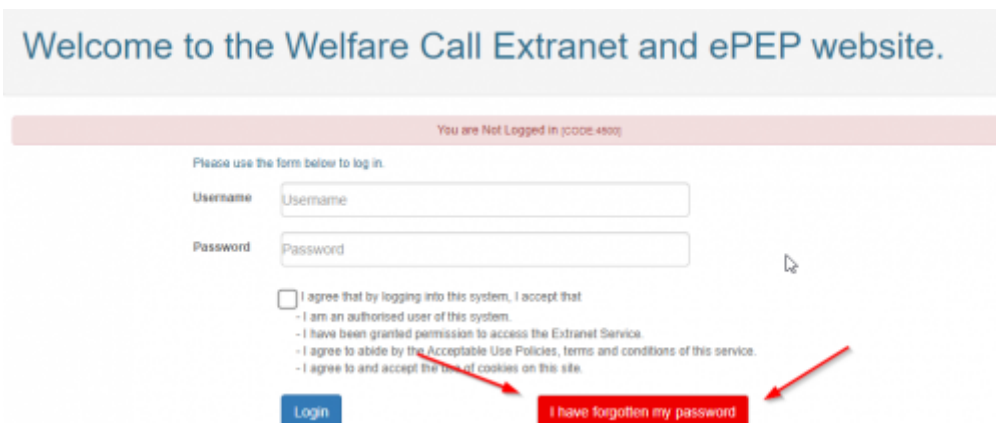 Welcome to the Welfare Call Extranet and ePEP website.
You are Not Logged in [CODE:4800]
Please use the form below to log in.
Username
Username
Password
Password
I agree that by logging into this system, I accept that
- I am an authorised user of this system.
- I have been granted permission to access the Extranet Service.
- I agree to abide by the Acceptable Use Policies, terms and conditions of this service.
- I agree to and accept the use of cookies on this site.
Login
I have forgotten my password